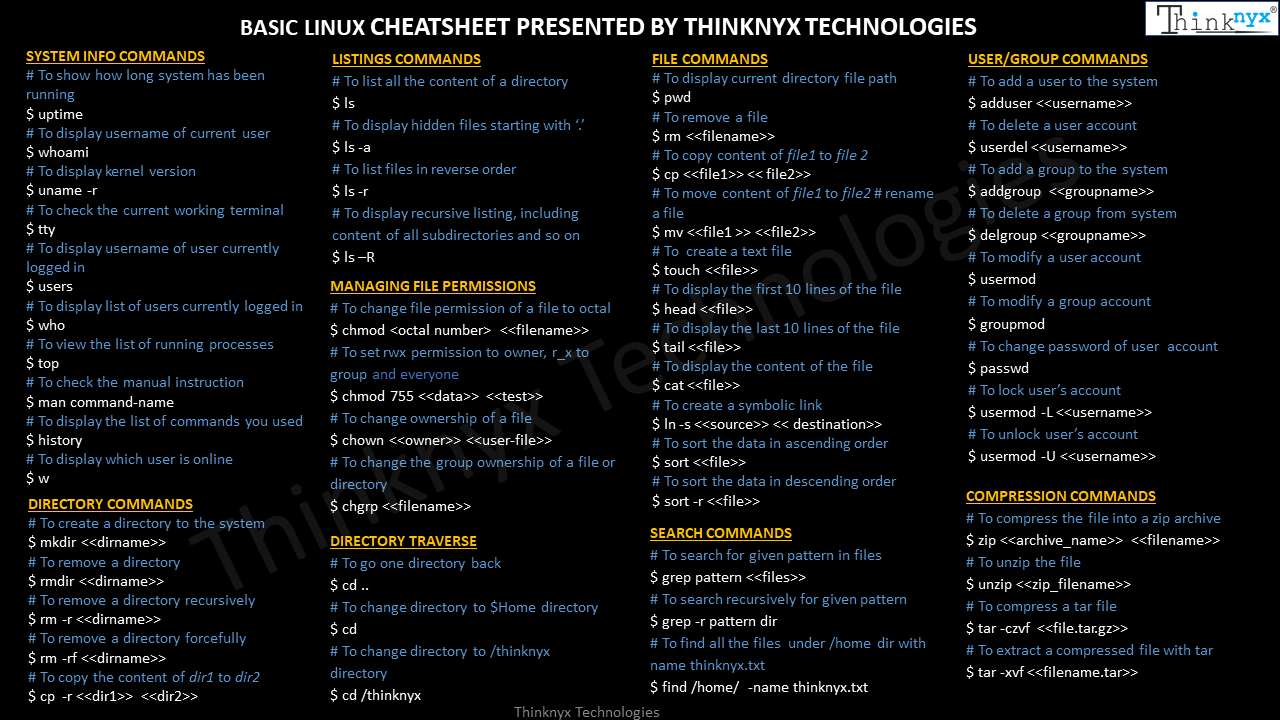 BASIC LINUX CHEATSHEET PRESENTED BY THINKNYX TECHNOLOGIES
Thinknyx®
SYSTEM INFO COMMANDS
# To show how long system has been
running
$ uptime
# To display username of current user
$ whoami
# To display kernel version
$ uname -r
# To check the current working terminal
$ tty
# To display username of user currently
logged in
$ users
# To display list of users currently logged in
$ who
# To view the list of running processes
$ top
# To check the manual instruction
$ man command-name
# To display the list of commands you used
$ history
# To display which user is online
$ w
DIRECTORY COMMANDS
# To create a directory to the system
$ mkdir <<dirname>>
# To remove a directory
$ rmdir <<dirname>>
# To remove a directory recursively
$ rm -r <<dirname>>
# To remove a directory forcefully
$ rm -rf <<dirname>>
# To copy the content of dir1 to dir2
$ cp -r <<dir1>> <<dir2>>
LISTINGS COMMANDS
# To list all the content of a directory
$ ls
# To display hidden files starting with ‘.’
$ ls -a
# To list files in reverse order
$ ls -r
# To display recursive listing, including
content of all subdirectories and so on
$ ls –R
MANAGING FILE PERMISSIONS
# To change file permission of a file to octal
$ chmod <octal number> <<filename>>
# To set rwx permission to owner, r_x to
group and everyone
$ chmod 755 <<data>> <<test>>
# To change ownership of a file
$ chown <<owner>> <<user-file>>
# To change the group ownership of a file or
directory
$ chgrp <<filename>>
DIRECTORY TRAVERSE
# To go one directory back
$ cd ..
# To change directory to $Home directory
$ cd
# To change directory to /thinknyx
directory
$ cd /thinknyx
FILE COMMANDS
# To display current directory file path
$ pwd
# To remove a file
$ rm <<filename>>
# To copy content of file1 to file 2
$ cp <<file1>> << file2>>
# To move content of file1 to file2 # rename
a file
$ mv <<file1 >> <<file2>>
# To create a text file
$ touch <<file>>
# To display the first 10 lines of the file
$ head <<file>>
# To display the last 10 lines of the file
$ tail <<file>>
# To display the content of the file
$ cat <<file>>
# To create a symbolic link
$ ln -s <<source>> << destination>>
# To sort the data in ascending order
$ sort <<file>>
# To sort the data in descending order
$ sort -r <<file>>
SEARCH COMMANDS
# To search for given pattern in files
$ grep pattern <<files>>
# To search recursively for given pattern
$ grep -r pattern dir
# To find all the files under /home dir with
name thinknyx.txt
$ find /home/ -name thinknyx.txt
USER/GROUP COMMANDS
# To add a user to the system
$ adduser <<username>>
# To delete a user account
$ userdel <<username>>
# To add a group to the system
$ addgroup <<groupname>>
# To delete a group from system
$ delgroup <<groupname>>
# To modify a user account
$ usermod
# To modify a group account
$ groupmod
# To change password of user account
$ passwd
# To lock user’s account
$ usermod -L <<username>>
# To unlock user’s account
$ usermod -U <<username>>
COMPRESSION COMMANDS
# To compress the file into a zip archive
$ zip <<archive_name>> <<filename>>
# To unzip the file
$ unzip <<zip_filename>>
# To compress a tar file
$ tar -czvf <<file.tar.gz>>
# To extract a compressed file with tar
$ tar -xvf <<filename.tar>>
Thinknyx Technologies
Thinknyx Technologies